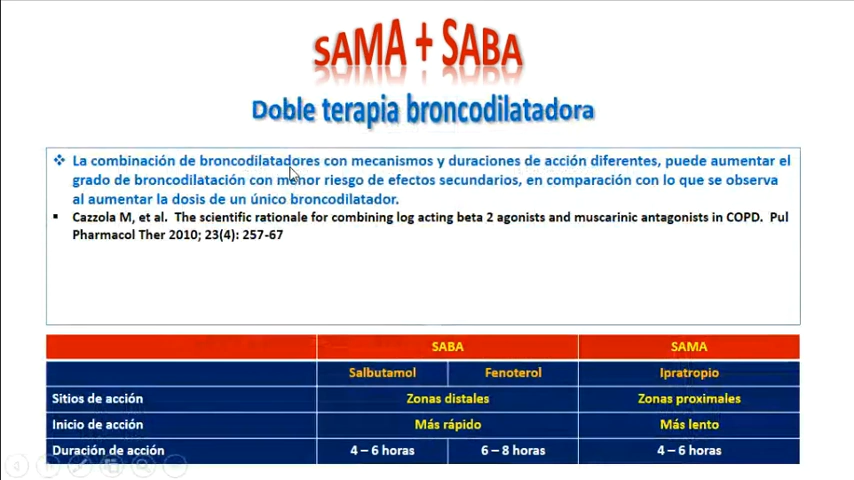 SAMA + SABA
Doble terapia broncodilatadora
❖ La combinación de broncodilatadores con mecanismos y duraciones de acción diferentes, puede aumentar el
grado de broncodilatación con menor riesgo de efectos secundarios, en comparación con lo que se observa
al aumentar la dosis de un único broncodilatador.
▪ Cazzola M, et al. The scientific rationale for combining log acting beta 2 agonists and muscarinic antagonists in COPD. Pul
Pharmacol Ther 2010; 23(4): 257-67
SABA SAMA
Salbutamol Fenoterol Ipratropio
Sitios de acción Zonas distales Zonas proximales
Inicio de acción Más rápido Más lento
Duración de acción 4 – 6 horas 6 – 8 horas 4 – 6 horas